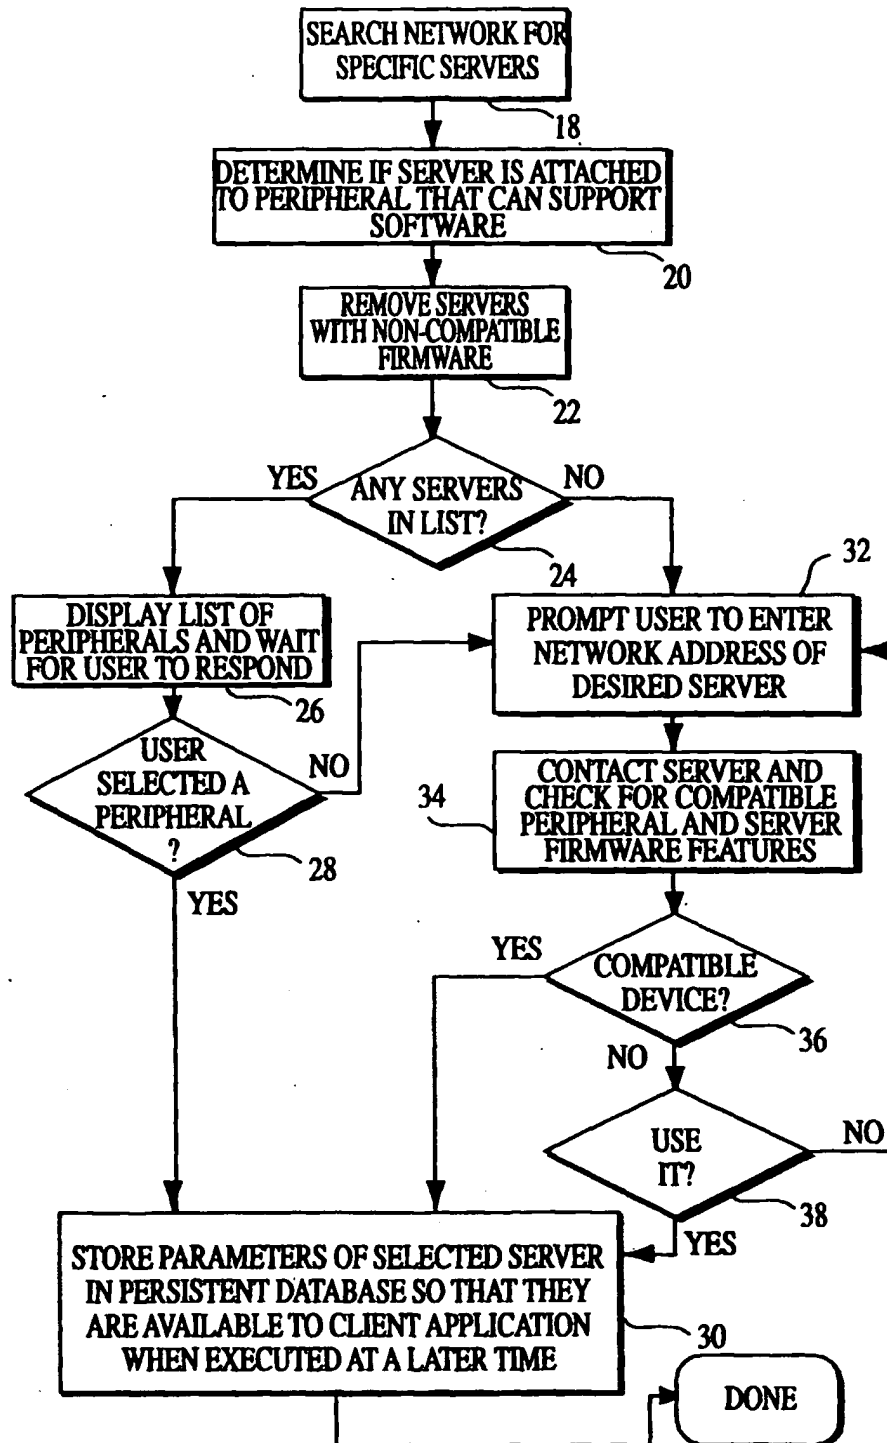 SEARCH NETWORK FOR
SPECIFIC SERVERS
18
DETERMINE IF SERVER IS ATTACHED
TO PERIPHERAL THAT CAN SUPPORT
SOFTWARE
20
REMOVE SERVERS
WITH NON-COMPATIBLE
FIRMWARE
22
YES
NO
ANY SERVERS
IN LIST?
24
32
DISPLAY LIST OF
PERIPHERALS AND WAIT
FOR USER TO RESPOND
26
PROMPT USER TO ENTER
NETWORK ADDRESS OF
DESIRED SERVER
USER
SELECTED A
PERIPHERAL
?
NO
28
YES
34
CONTACT SERVER AND
CHECK FOR COMPATIBLE
PERIPHERAL AND SERVER
FIRMWARE FEATURES
YES
COMPATIBLE
DEVICE?
36
NO
USE
IT?
NO
38
YES
STORE PARAMETERS OF SELECTED SERVER
IN PERSISTENT DATABASE SO THAT THEY
ARE AVAILABLE TO CLIENT APPLICATION
WHEN EXECUTED AT A LATER TIME
30
DONE